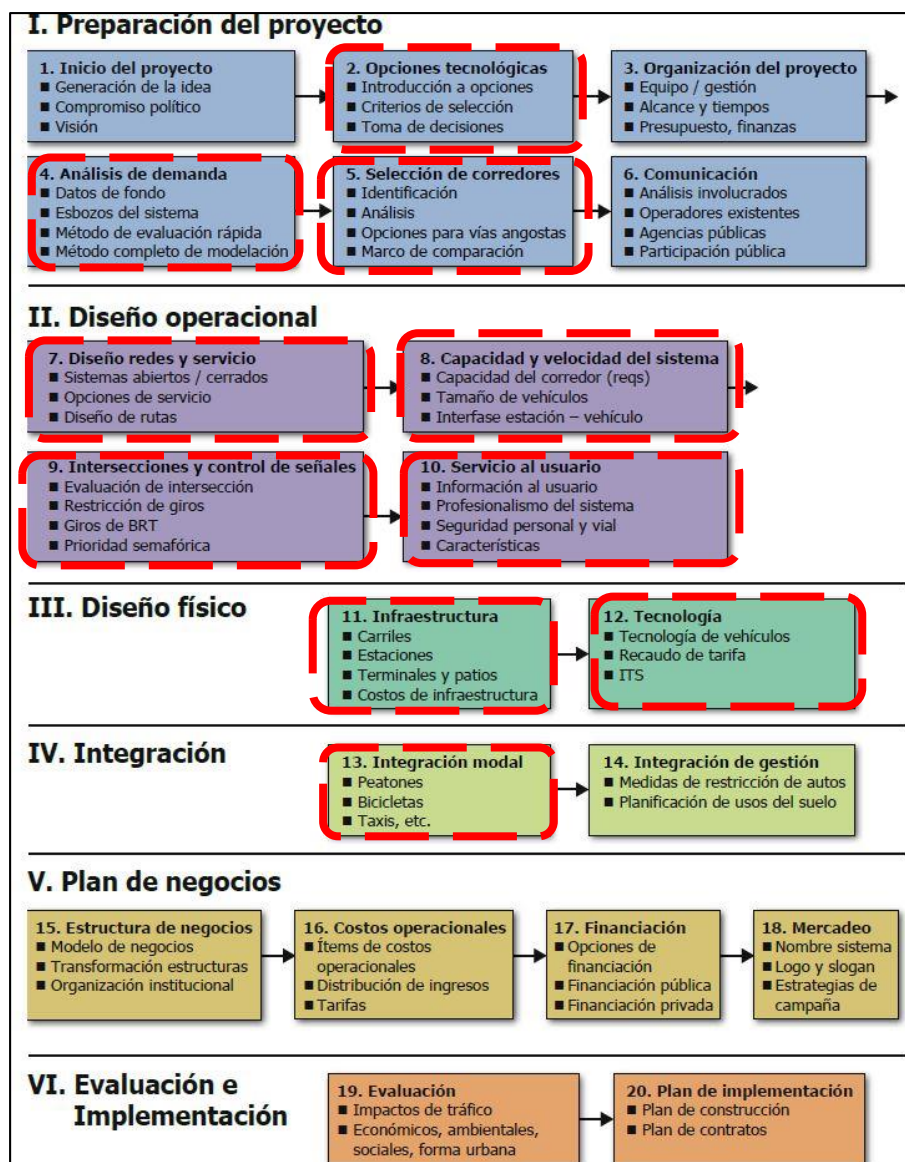 I. Preparación del proyecto
1. Inicio del proyecto
■ Generación de la idea
■ Compromiso político
■ Visión
2. Opciones tecnológicas
■ Introducción a opciones
■ Criterios de selección
■ Toma de decisiones
3. Organización del proyecto
■ Equipo / gestión
■ Alcance y tiempos
■ Presupuesto, finanzas
4. Análisis de demanda
■ Datos de fondo
■ Esbozos del sistema
■ Método de evaluación rápida
■ Método completo de modelación
5. Selección de corredores
■ Identificación
■ Análisis
■ Opciones para vías angostas
■ Marco de comparación
6. Comunicación
■ Análisis involucrados
■ Operadores existentes
■ Agencias públicas
■ Participación pública
II. Diseño operacional
7. Diseño redes y servicio
■ Sistemas abiertos / cerrados
■ Opciones de servicio
■ Diseño de rutas
8. Capacidad y velocidad del sistema
■ Capacidad del corredor (reqs)
■ Tamaño de vehículos
■ Interfase estación – vehículo
9. Intersecciones y control de señales
■ Evaluación de intersección
■ Restricción de giros
■ Giros de BRT
■ Prioridad semafórica
10. Servicio al usuario
■ Información al usuario
■ Profesionalismo del sistema
■ Seguridad personal y vial
■ Características
III. Diseño físico
11. Infraestructura
■ Carriles
■ Estaciones
■ Terminales y patios
■ Costos de infraestructura
12. Tecnología
■ Tecnología de vehículos
■ Recaudo de tarifa
■ ITS
IV. Integración
13. Integración modal
■ Peatones
■ Bicicletas
■ Taxis, etc.
14. Integración de gestión
■ Medidas de restricción de autos
■ Planificación de usos del suelo
V. Plan de negocios
15. Estructura de negocios
■ Modelo de negocios
■ Transformación estructuras
■ Organización institucional
16. Costos operacionales
■ Ítems de costos
operacionales
■ Distribución de ingresos
■ Tarifas
17. Financiación
■ Opciones de
financiación
■ Financiación pública
■ Financiación privada
18. Mercadeo
■ Nombre sistema
■ Logo y slogan
■ Estrategias de
campaña
VI. Evaluación e
Implementación
19. Evaluación
■ Impactos de tráfico
■ Económicos, ambientales,
sociales, forma urbana
20. Plan de implementación
■ Plan de construcción
■ Plan de contratos